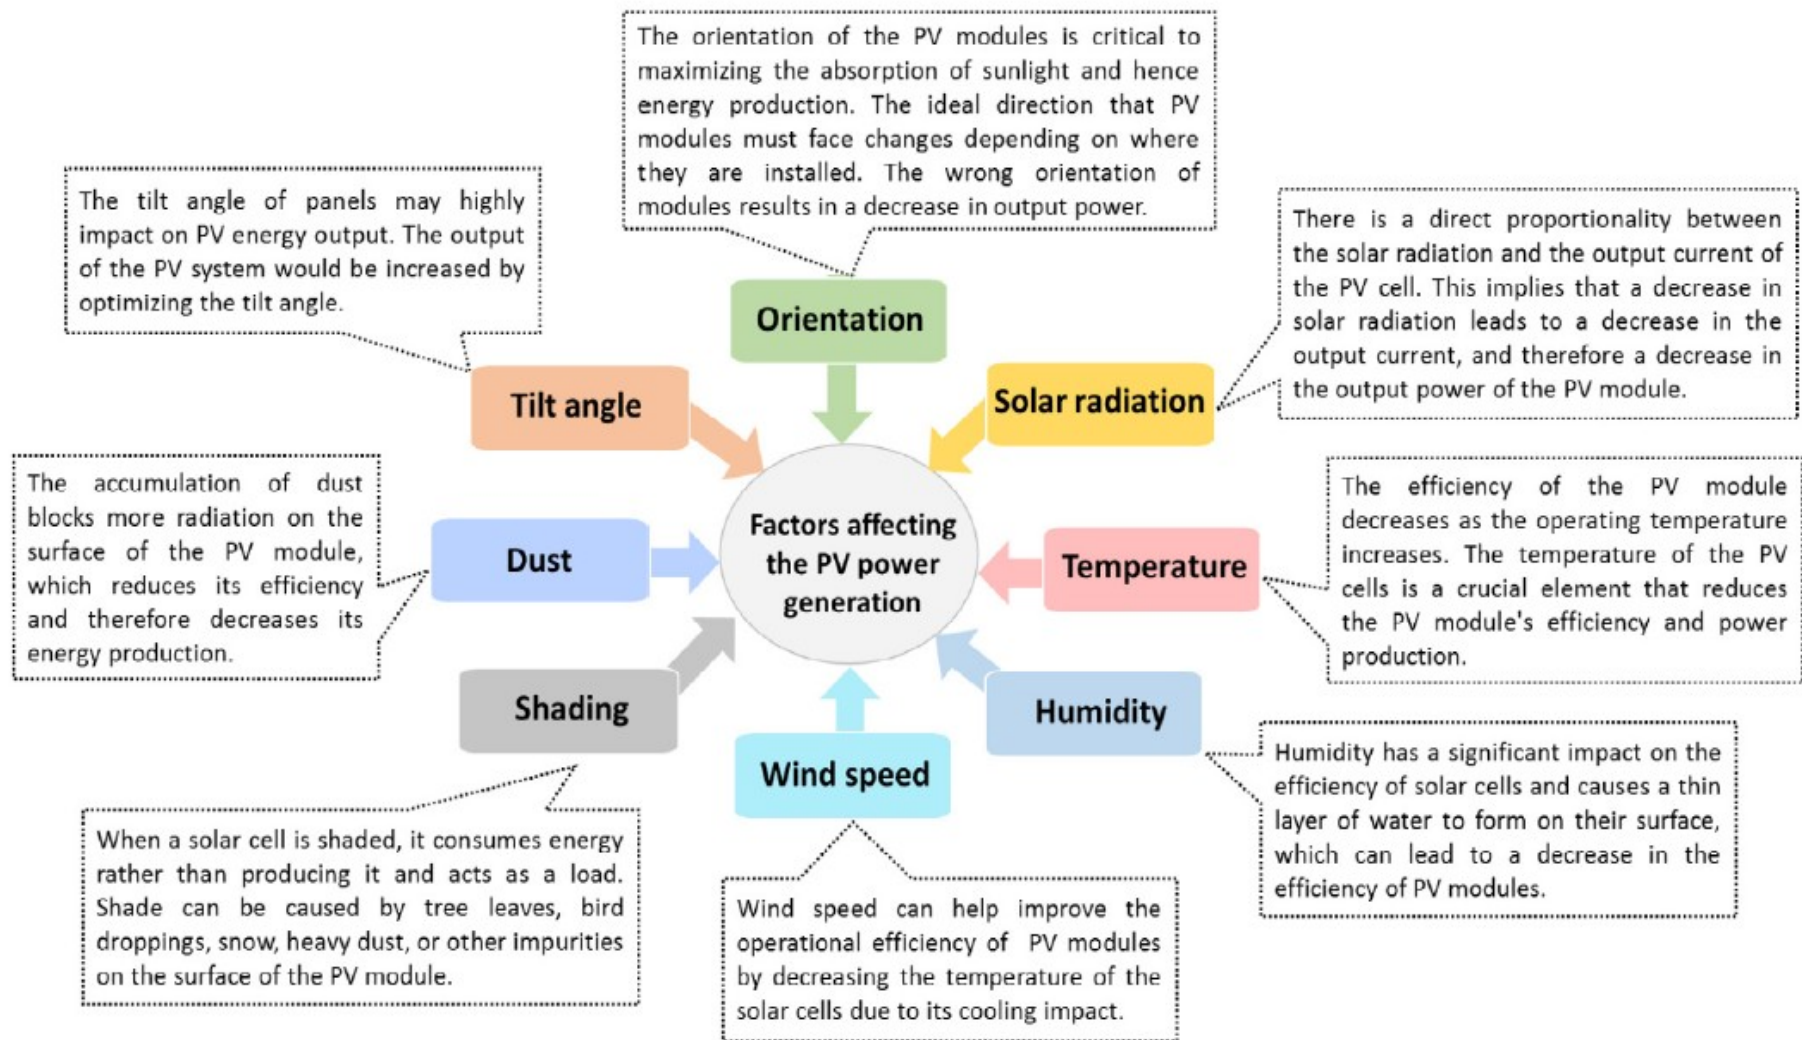 The orientation of the PV modules is critical to
maximizing the absorption of sunlight and hence
energy production. The ideal direction that PV
modules must face changes depending on where
they are installed. The wrong orientation of
modules results in a decrease in output power.
The tilt angle of panels may highly
impact on PV energy output. The output
of the PV system would be increased by
optimizing the tilt angle.
There is a direct proportionality between
the solar radiation and the output current of
the PV cell. This implies that a decrease in
solar radiation leads to a decrease in the
output current, and therefore a decrease in
the output power of the PV module.
Orientation
Tilt angle
Solar radiation
The accumulation of dust
blocks more radiation on the
surface of the PV module,
which reduces its efficiency
and therefore decreases its
energy production.
Dust
Factors affecting
the PV power
generation
Temperature
The efficiency of the PV module
decreases as the operating temperature
increases. The temperature of the PV
cells is a crucial element that reduces
the PV module's efficiency and power
production.
Shading
Wind speed
Humidity
When a solar cell is shaded, it consumes energy
rather than producing it and acts as a load.
Shade can be caused by tree leaves, bird
droppings, snow, heavy dust, or other impurities
on the surface of the PV module.
Wind speed can help improve the
operational efficiency of PV modules
by decreasing the temperature of the
solar cells due to its cooling impact.
Humidity has a significant impact on the
efficiency of solar cells and causes a thin
layer of water to form on their surface,
which can lead to a decrease in the
efficiency of PV modules.